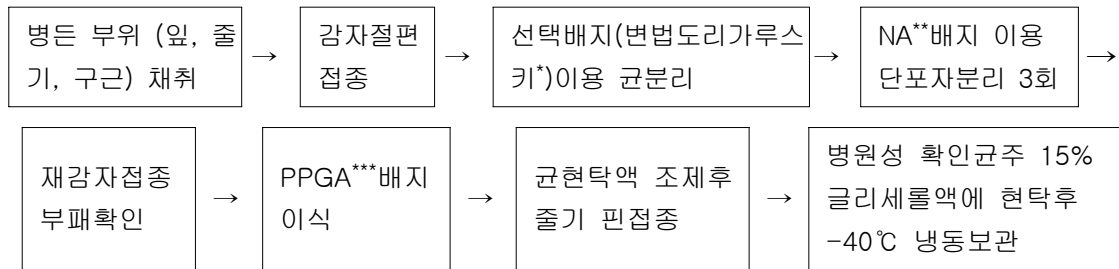 병든 부위 (잎, 줄
기, 구근) 채취
→
감자절편
접종
→
선택배지(변법도리가루스
키*)이용 균분리
→
NA**배지 이용
단포자분리 3회
→
재감자접종
부패확인
→
PPGA***배지
이식
→
균현탁액 조제후
줄기 핀접종
→
병원성 확인균주 15%
글리세롤액에 현탁후
-40℃ 냉동보관